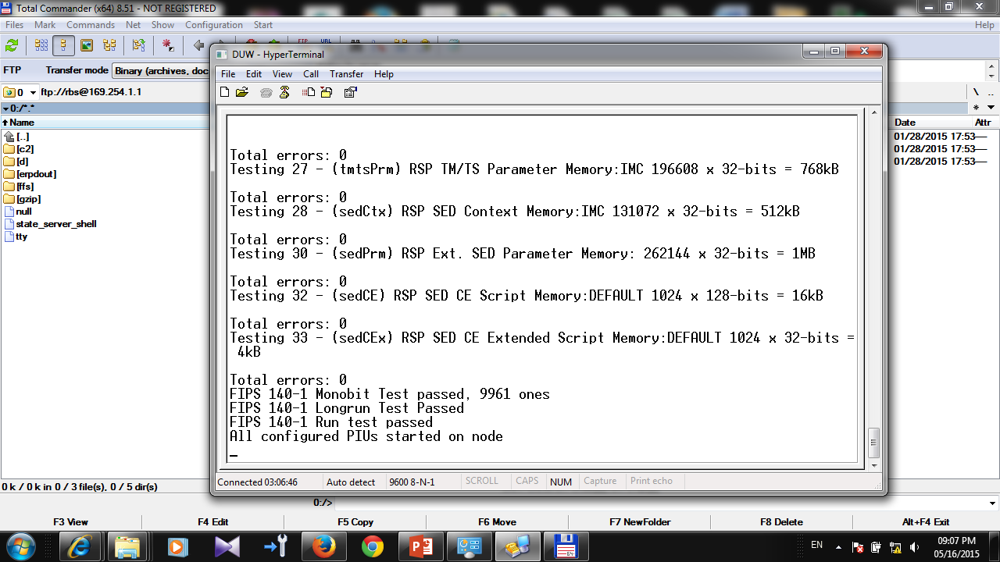 Total Commander (x64) 8.51 - NOT REGISTERED
Files Mark Commands Net Show Configuration Start Help
FTP Transfer mode Binary (archives, doc
0 ftp://rbs@169.254.1.1 \ ..
0:/*.* *
Name Date Attr
[..] 01/28/2015 17:53----
[c2] 01/28/2015 17:53----
[d] 01/28/2015 17:53----
[erpdout]
[ffs]
[gzip]
null
state_server_shell
tty
DUW - HyperTerminal
File Edit View Call Transfer Help
Total errors: 0
Testing 27 - (tmtsPrm) RSP TM/TS Parameter Memory:IMC 196608 x 32-bits = 768kB
Total errors: 0
Testing 28 - (sedCtx) RSP SED Context Memory:IMC 131072 x 32-bits = 512kB
Total errors: 0
Testing 30 - (sedPrm) RSP Ext. SED Parameter Memory: 262144 x 32-bits = 1MB
Total errors: 0
Testing 32 - (sedCE) RSP SED CE Script Memory:DEFAULT 1024 x 128-bits = 16kB
Total errors: 0
Testing 33 - (sedCEx) RSP SED CE Extended Script Memory:DEFAULT 1024 x 32-bits =
4kB
Total errors: 0
FIPS 140-1 Monobit Test passed, 9961 ones
FIPS 140-1 Longrun Test Passed
FIPS 140-1 Run test passed
All configured PIUs started on node
_
Connected 03:06:46 Auto detect 9600 8-N-1 SCROLL CAPS NUM Capture Print echo
0 k / 0 k in 0 / 3 file(s), 0 / 5 dir(s)
0:/>
F3 View F4 Edit F5 Copy F6 Move F7 NewFolder F8 Delete Alt+F4 Exit
64
EN 09:07 PM
05/16/2015